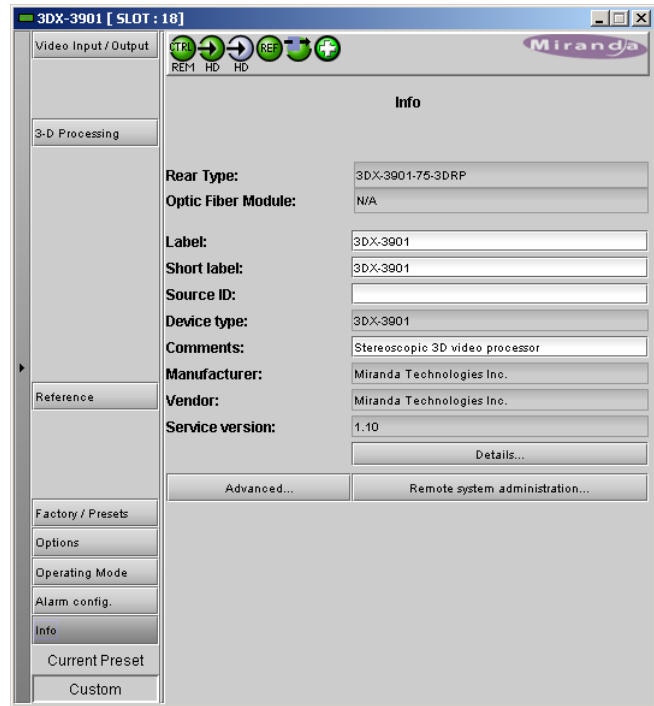 3DX-3901 [ SLOT : 18]
Video Input / Output
CTRL
REF
REM HD HD
Miranda
Info
3-D Processing
Rear Type: 3DX-3901-75-3DRP
Optic Fiber Module: N/A
Label: 3DX-3901
Short label: 3DX-3901
Source ID:
Device type: 3DX-3901
Comments: Stereoscopic 3D video processor
Manufacturer: Miranda Technologies Inc.
Reference
Vendor: Miranda Technologies Inc.
Service version: 1.10
Details...
Advanced... Remote system administration...
Factory / Presets
Options
Operating Mode
Alarm config.
Info
Current Preset
Custom